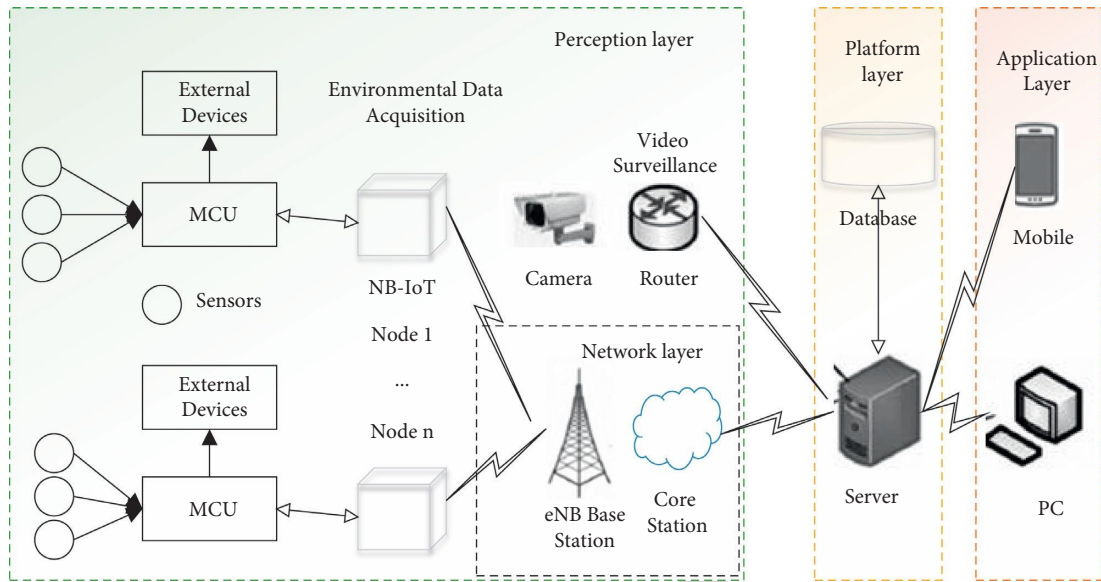 Perception layer
External
Devices
Environmental Data
Acquisition
MCU
NB-IoT
Sensors
Node 1
...
Node n
External
Devices
MCU
Video
Surveillance
Camera
Router
Network layer
eNB Base
Station
Core
Station
Platform
layer
Database
Server
Application
Layer
Mobile
PC